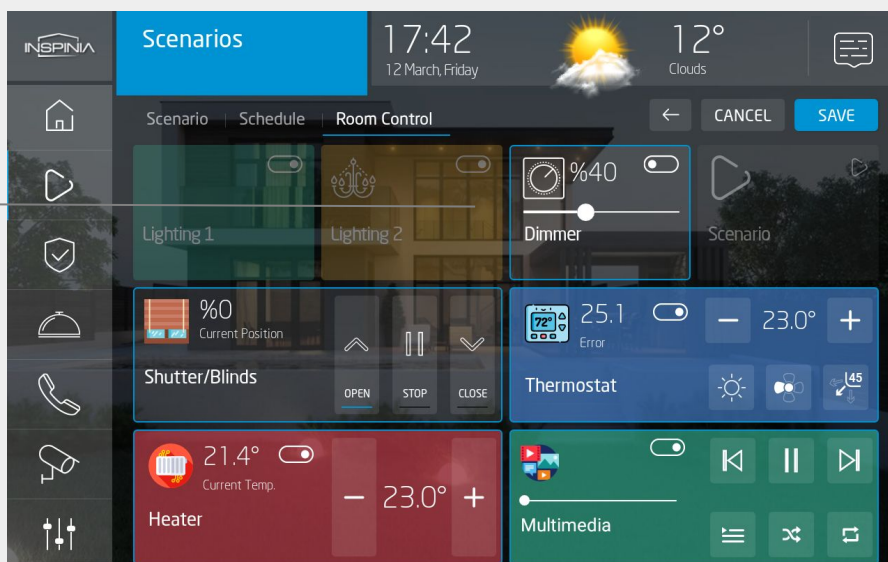 INSPINIA
Scenarios
17:42
12 March, Friday
12°
Clouds
Scenario
Schedule
Room Control
CANCEL
SAVE
Lighting 1
Lighting 2
%40
Dimmer
Scenario
%0
Current Position
Shutter/Blinds
OPEN
STOP
CLOSE
72°
25.1
Error
Thermostat
23.0°
45
21.4°
Current Temp.
Heater
23.0°
Multimedia